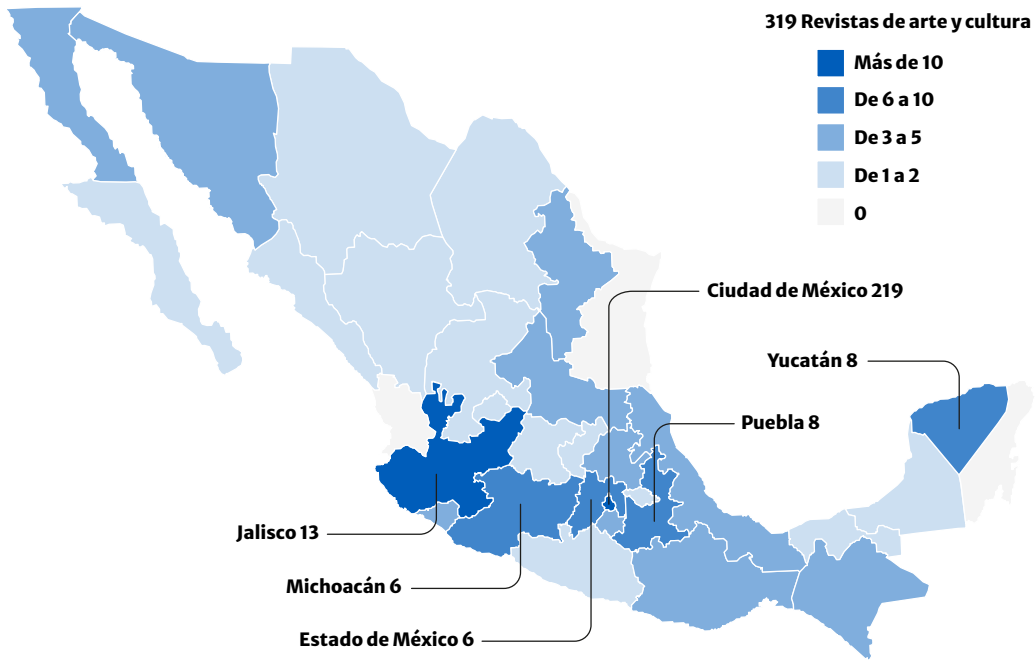 319 Revistas de arte y cultura
Más de 10
De 6 a 10
De 3 a 5
De 1 a 2
0
Ciudad de México 219
Yucatán 8
Puebla 8
Jalisco 13
Michoacán 6
Estado de México 6